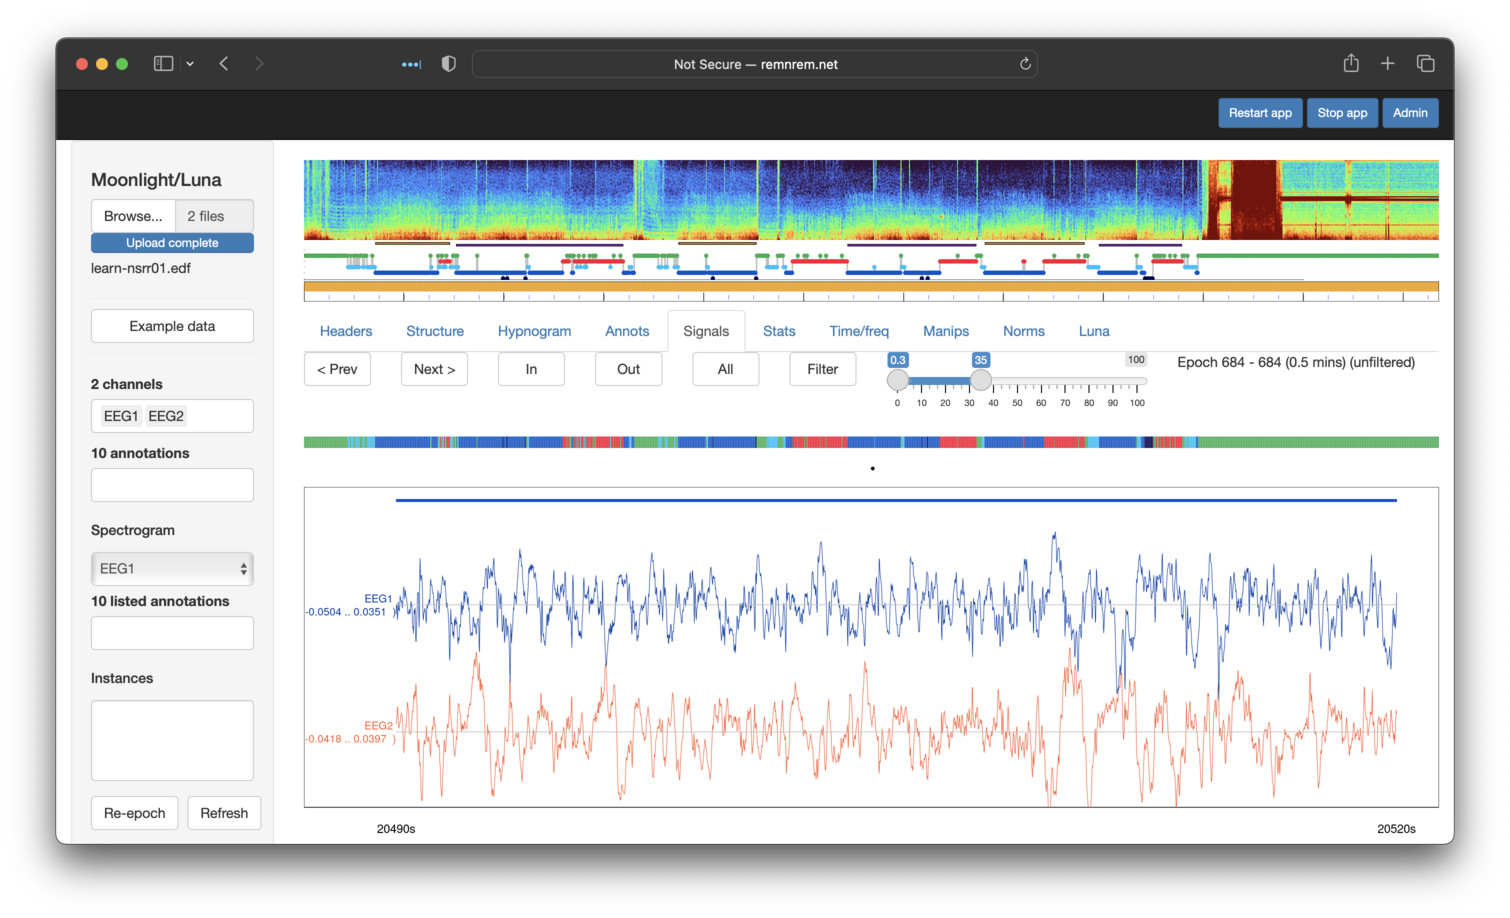 Not Secure — remnrem.net
Restart app
Stop app
Admin
Moonlight/Luna
Browse...
2 files
Upload complete
learn-nsrr01.edf
Example data
2 channels
EEG1 EEG2
10 annotations
Spectrogram
EEG1
10 listed annotations
Instances
Re-epoch
Refresh
Headers
Structure
Hypnogram
Annots
Signals
Stats
Time/freq
Manips
Norms
Luna
< Prev
Next >
In
Out
All
Filter
0.3
35
100
0 10 20 30 40 50 60 70 80 90 100
Epoch 684 - 684 (0.5 mins) (unfiltered)
EEG1
-0.0504 .. 0.0351
EEG2
-0.0418 .. 0.0397 )
20490s
20520s